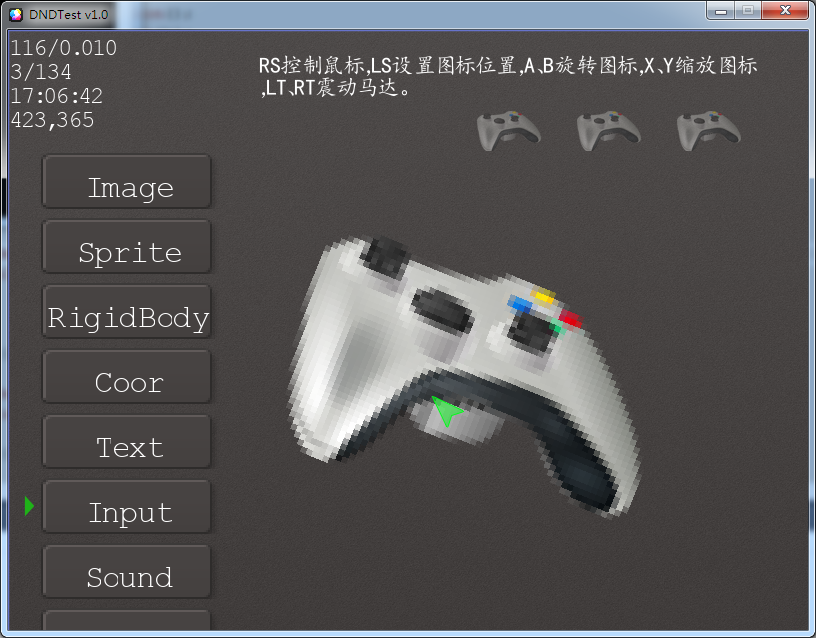 DNDTest v1.0
116/0.010
3/134
17:06:42
423,365
RS控制鼠标,LS设置图标位置,A、B旋转图标,X、Y缩放图标
,LT、RT震动马达。
Image
Sprite
RigidBody
Coor
Text
Input
Sound